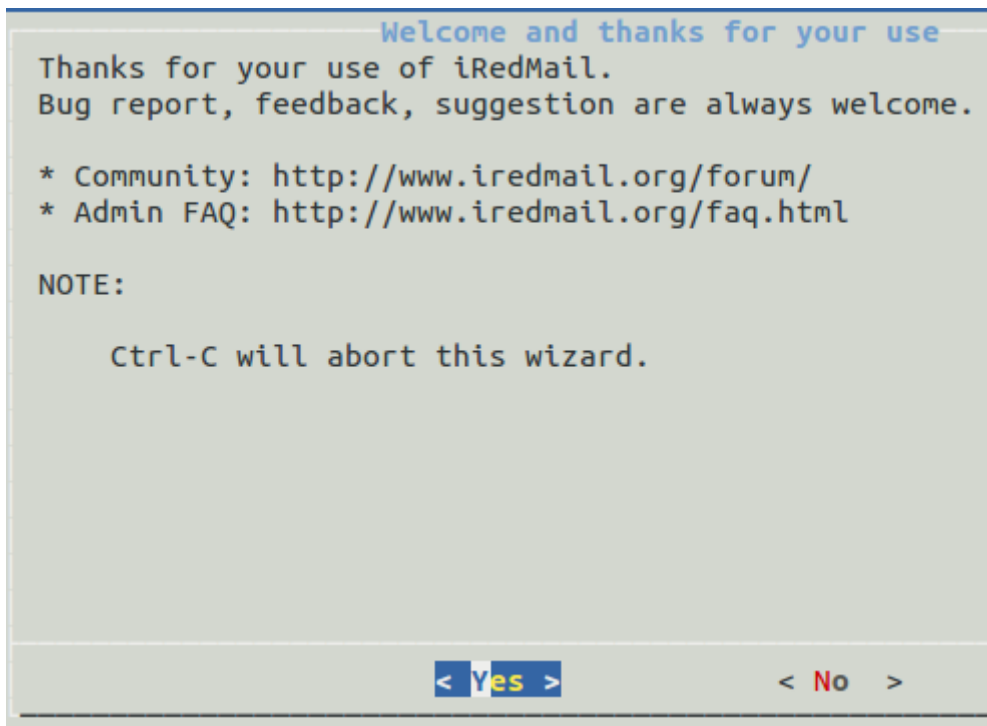 Welcome and thanks for your use
Thanks for your use of iRedMail.
Bug report, feedback, suggestion are always welcome.
* Community: http://www.iredmail.org/forum/
* Admin FAQ: http://www.iredmail.org/faq.html
NOTE:
Ctrl-C will abort this wizard.
< Yes > < No >